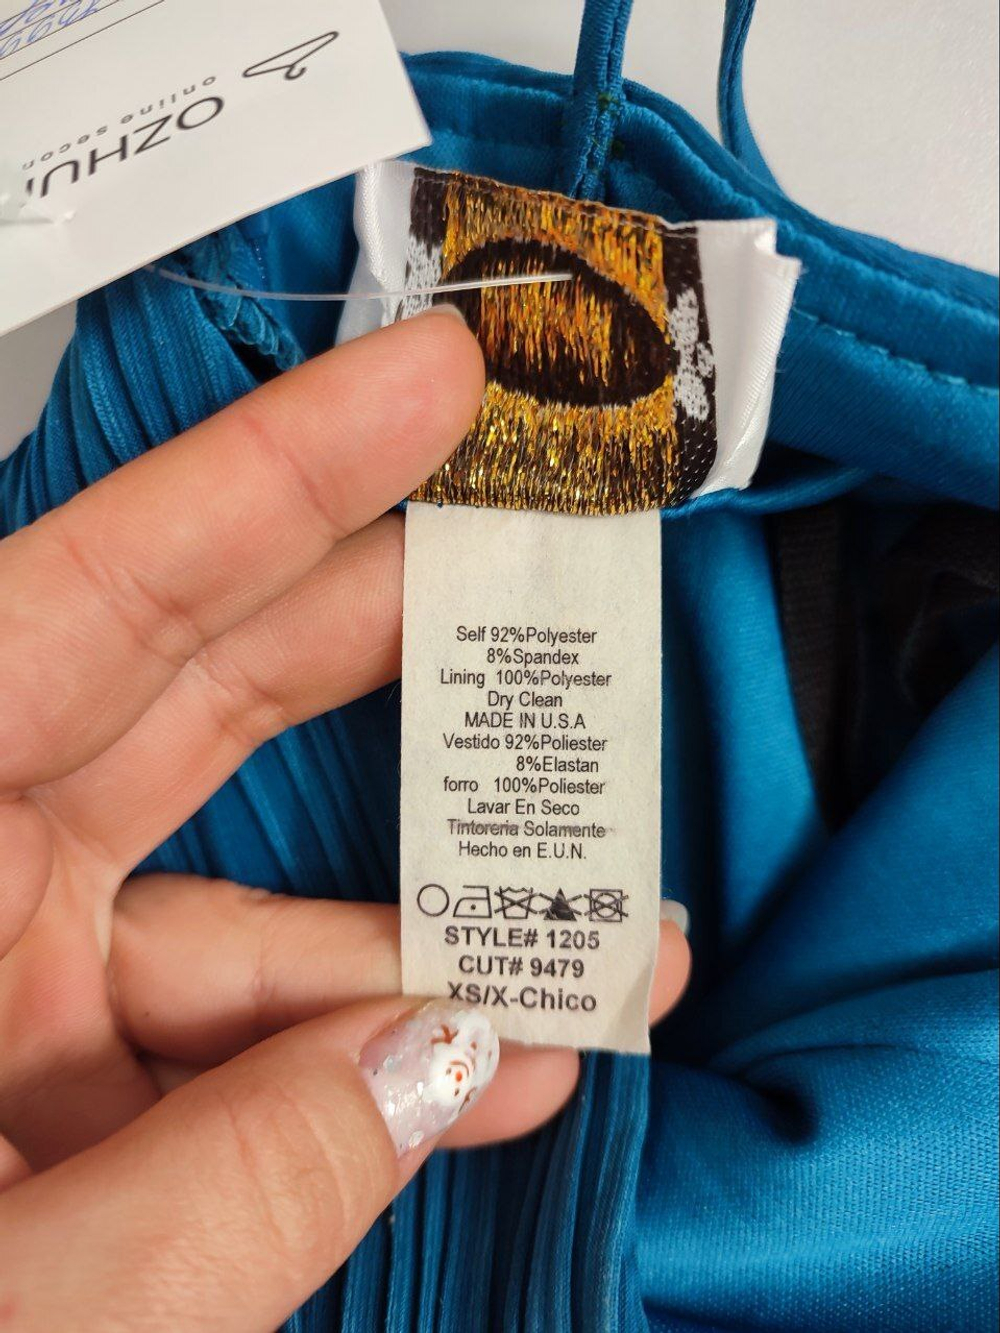 OZHU
online secon
Self 92%Polyester
8%Spandex
Lining 100%Polyester
Dry Clean
MADE IN U.S.A
Vestido 92%Poliester
8%Elastan
forro 100%Poliester
Lavar En Seco
Tintoreria Solamente
Hecho en E.U.N.
STYLE# 1205
CUT# 9479
XS/X-Chico